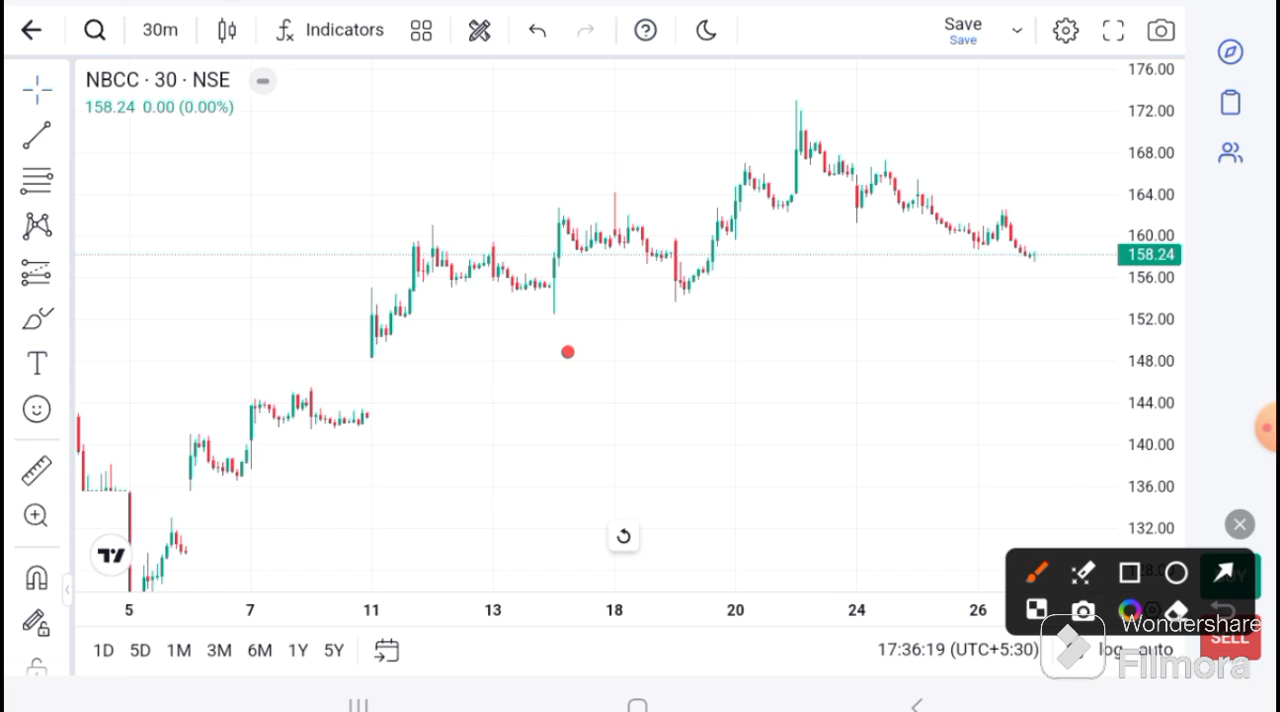 30m
Indicators
Save
Save
NBCC · 30 · NSE
158.24 0.00 (0.00%)
176.00
172.00
168.00
164.00
160.00
158.24
156.00
152.00
148.00
144.00
140.00
136.00
132.00
5 7 11 13 18 20 24 26
1D 5D 1M 3M 6M 1Y 5Y
17:36:19 (UTC+5:30)
log auto
SELL
Wondershare
Filmora